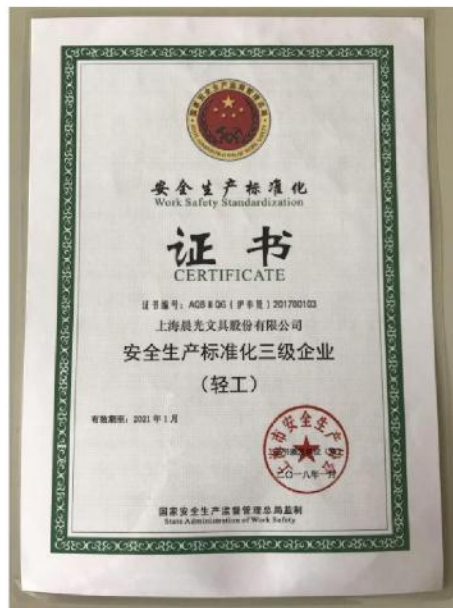 安全生产标准化
Work Safety Standardization
证书
CERTIFICATE
上海晨光文具股份有限公司
安全生产标准化三级企业
（轻工）
有效期至：2021年1月
二〇一八年一月
国家安全生产监督管理总局监制
State Administration of Work Safety